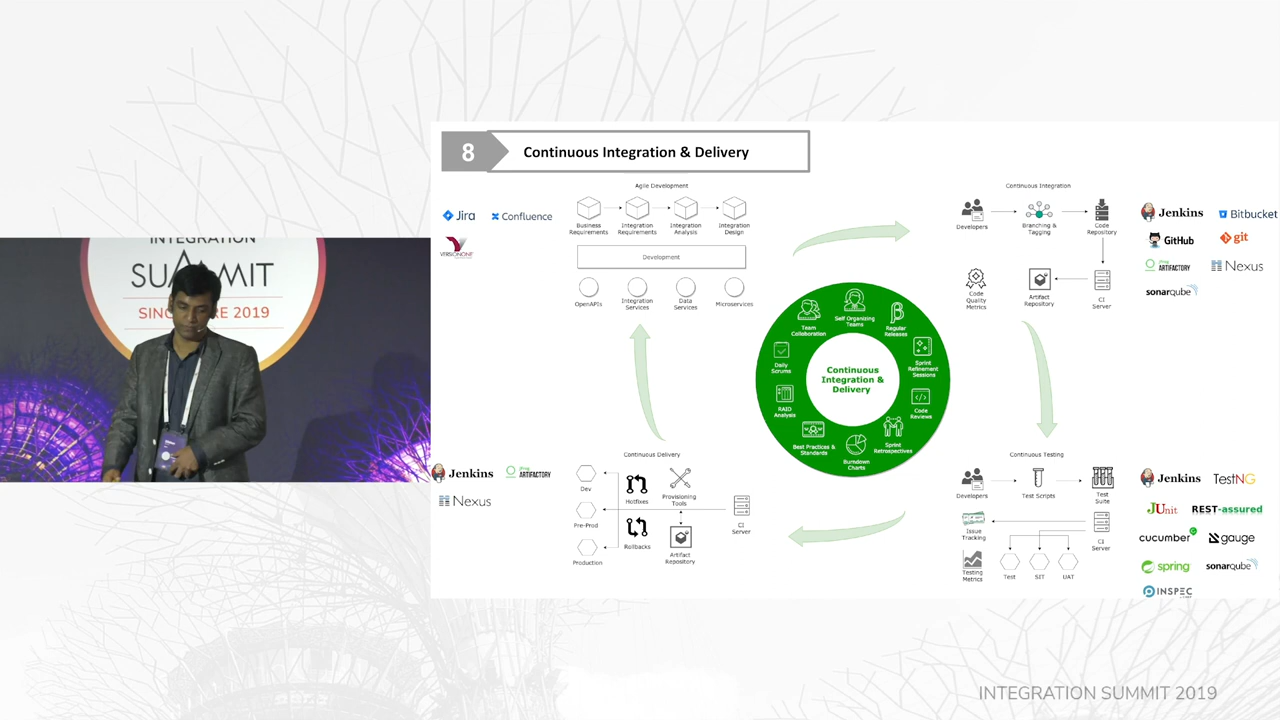 INTEGRATION
SUMMIT
2019
8
Continuous Integration & Delivery
Jira
Confluence
VERSIONONE
Agile Development
Business
Requirements
Integration
Requirements
Integration
Analysis
Integration
Design
Development
OpenAPIs
Integration
Services
Data
Services
Microservices
Continuous Integration
Developers
Branching &
Tagging
Code
Repository
Code
Quality
Metrics
Artifact
Repository
CI
Server
Jenkins
Bitbucket
GitHub
git
ARTIFACTORY
Nexus
sonarqube
Self Organizing
Teams
Regular
Releases
Sprint
Refinement
Sessions
Code
Reviews
Sprint
Retrospectives
Burndown
Charts
Best Practices &
Standards
RAID
Analysis
Daily
Scrums
Team
Collaboration
Continuous
Integration &
Delivery
Continuous Delivery
Jenkins
ARTIFACTORY
Nexus
Dev
Pre-Prod
Production
Hotfixes
Rollbacks
Provisioning
Tools
Artifact
Repository
CI
Server
Continuous Testing
Developers
Test Scripts
Test
Suite
Issue
Tracking
CI
Server
Testing
Metrics
Test
SIT
UAT
Jenkins
TestNG
JUnit
REST-assured
cucumber
gauge
spring
sonarqube
INSPEC
INTEGRATION SUMMIT 2019